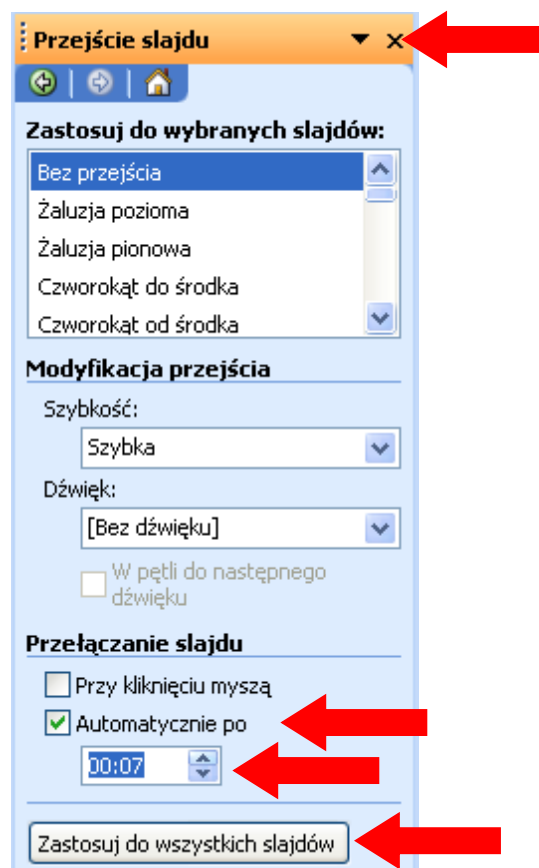 Przejście slajdu
Zastosuj do wybranych slajdów:
Bez przejścia
Żaluzja pozioma
Żaluzja pionowa
Czworokąt do środka
Czworokąt od środka
Modyfikacja przejścia
Szybkość:
Szybka
Dźwięk:
[Bez dźwięku]
W pętli do następnego
dźwięku
Przełączanie slajdu
Przy kliknięciu myszą
Automatycznie po
00:07
Zastosuj do wszystkich slajdów